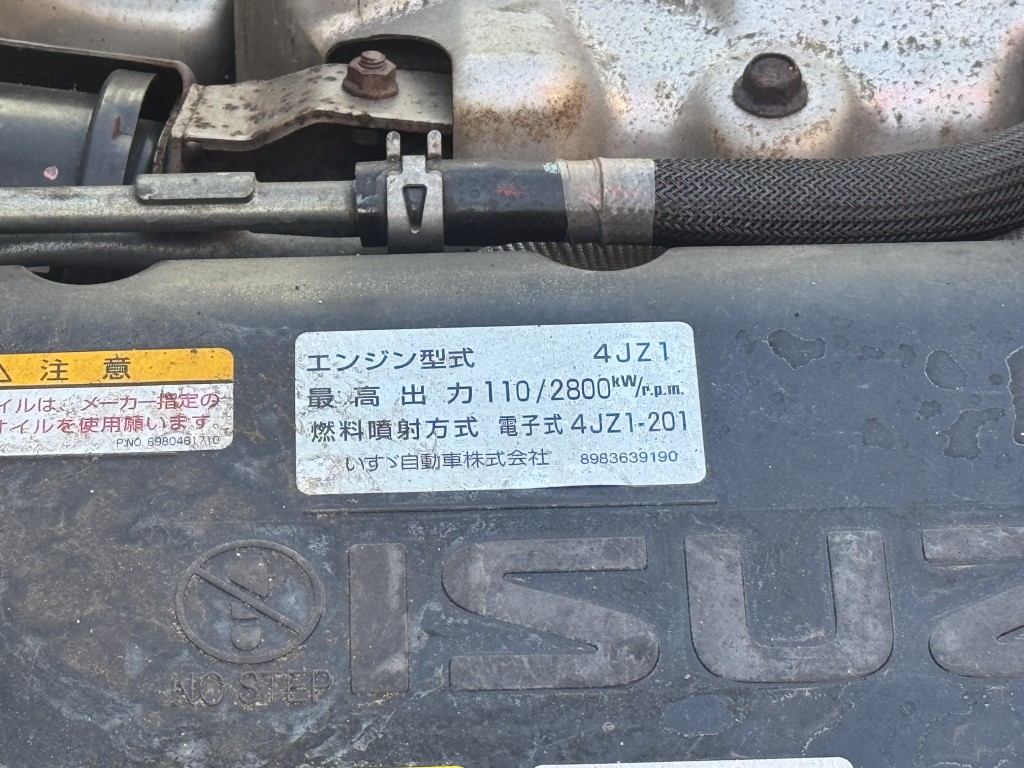 ⚠ 注意
イルは、メーカー指定の
オイルを使用願います。
P.NO. 8980461710
エンジン型式 4JZ1
最高出力 110/2800kW/r.p.m.
燃料噴射方式 電子式 4JZ1-201
いすゞ自動車株式会社 8983639190
NO STEP
ISUZ